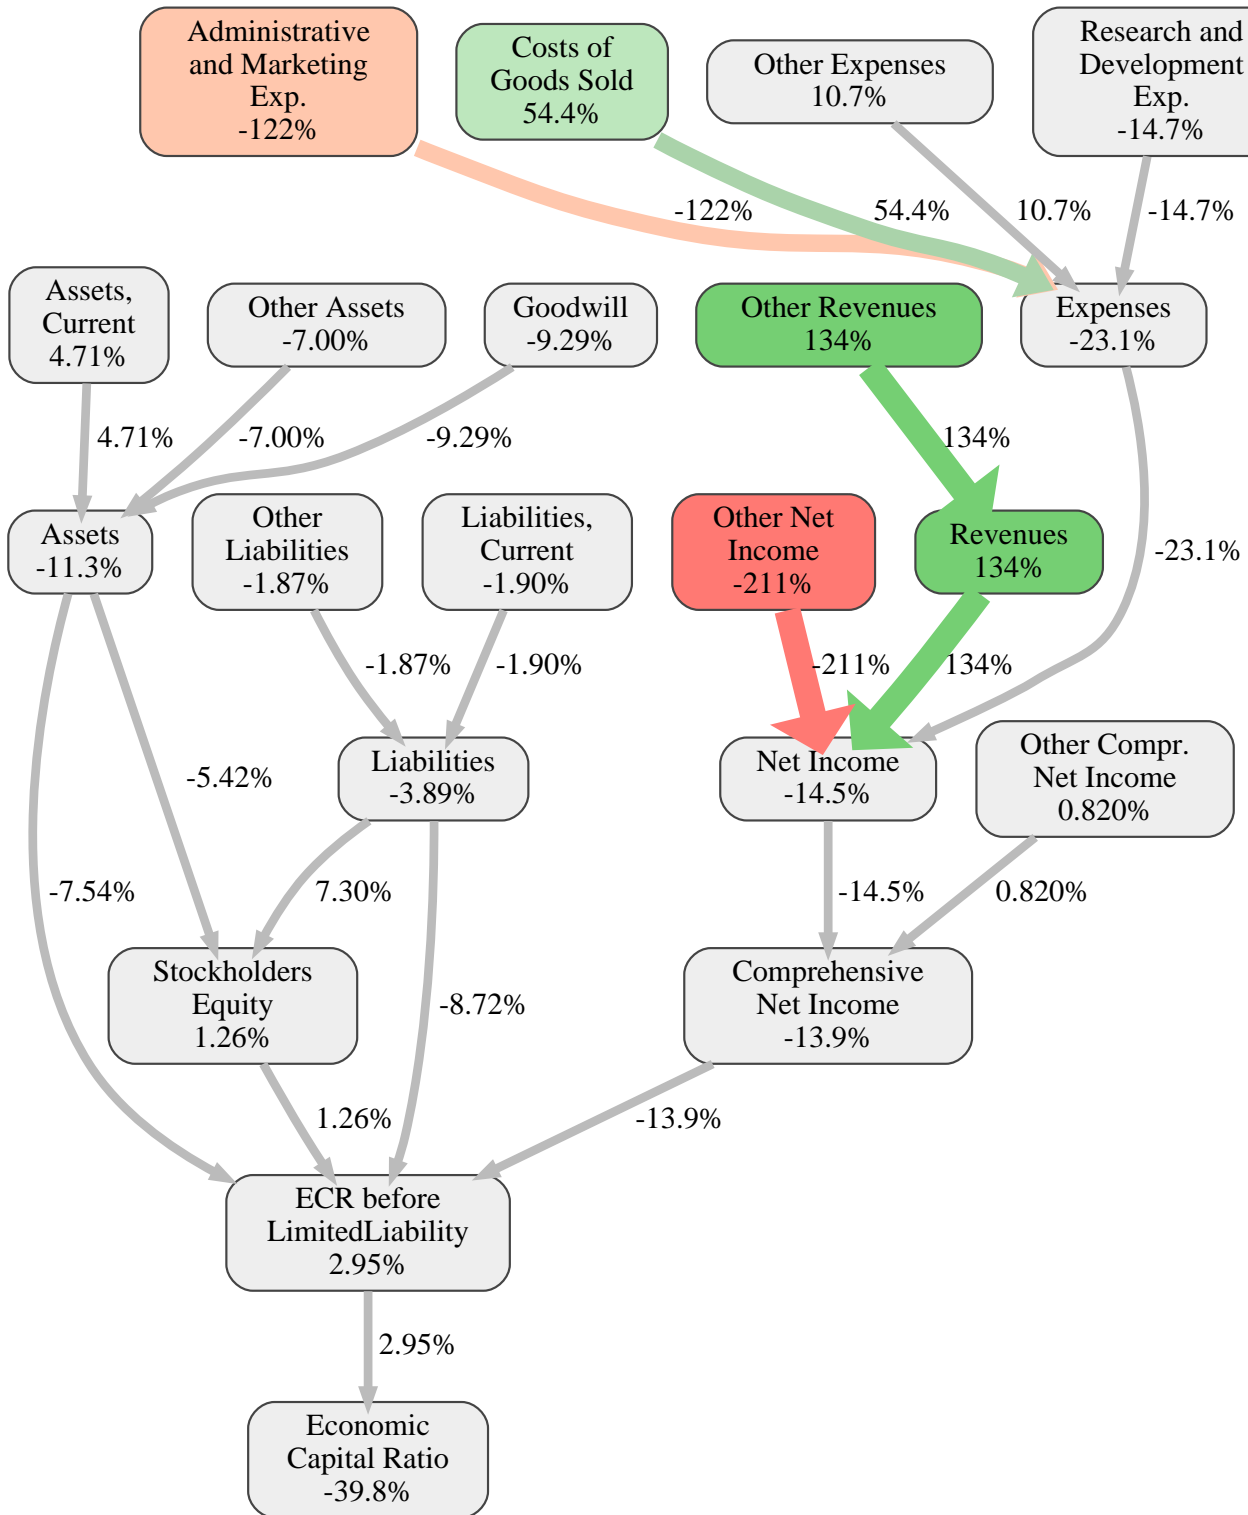 Administrative
and Marketing
Exp.
-122%
Costs of
Goods Sold
54.4%
Other Expenses
10.7%
Research and
Development
Exp.
-14.7%
-122%
54.4%
10.7%
-14.7%
Assets,
Current
4.71%
Other Assets
-7.00%
Goodwill
-9.29%
Other Revenues
134%
Expenses
-23.1%
4.71%
-7.00%
-9.29%
134%
Assets
-11.3%
Other
Liabilities
-1.87%
Liabilities,
Current
-1.90%
Other Net
Income
-211%
Revenues
134%
-23.1%
-1.87%
-1.90%
-211%
134%
-5.42%
Liabilities
-3.89%
Net Income
-14.5%
Other Compr.
Net Income
0.820%
-7.54%
7.30%
-14.5%
0.820%
Stockholders
Equity
1.26%
-8.72%
Comprehensive
Net Income
-13.9%
1.26%
-13.9%
ECR before
LimitedLiability
2.95%
2.95%
Economic
Capital Ratio
-39.8%